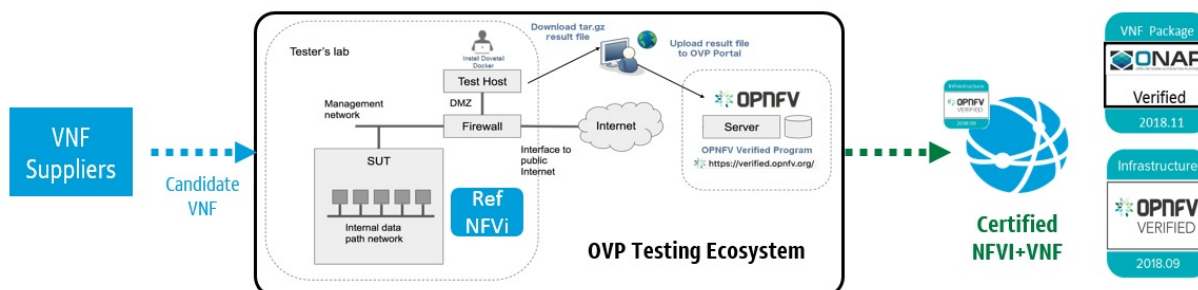 VNF
Suppliers
Candidate
VNF
Tester's lab
Install Dovetail
Docker
Test Host
DMZ
Management
network
Firewall
Internet
Interface to
public
Internet
SUT
Internal data
path network
Ref
NFVi
Download tar.gz
result file
Upload result file
to OVP Portal
OPNFV
Server
OPNFV Verified Program
https://verified.opnfv.org/
OVP Testing Ecosystem
Infrastructure
OPNFV
VERIFIED
2018.09
Certified
NFVI+VNF
VNF Package
ONAP
Verified
2018.11
Infrastructure
OPNFV
VERIFIED
2018.09